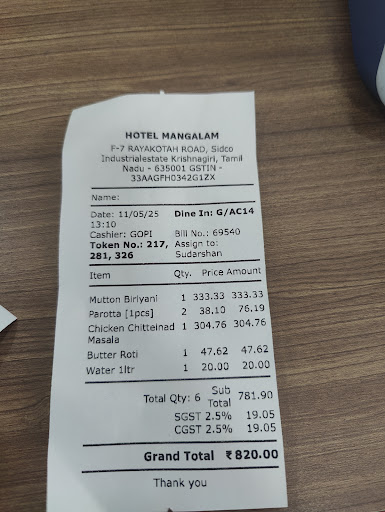 HOTEL MANGALAM
F-7 RAYAKOTAH ROAD, Sidco
Industrialestate Krishnagiri, Tamil
Nadu - 635001 GSTIN -
33AAGFH0342G1ZX
Name:
Date: 11/05/25 Dine In: G/AC14
13:10
Cashier: GOPI Bill No.: 69540
Token No.: 217, Assign to:
281, 326 Sudarshan
Item Qty. Price Amount
Mutton Biriyani 1 333.33 333.33
Parotta [1pcs] 2 38.10 76.19
Chicken Chitteinad 1 304.76 304.76
Masala
Butter Roti 1 47.62 47.62
Water 1ltr 1 20.00 20.00
Total Qty: 6 Sub Total 781.90
SGST 2.5% 19.05
CGST 2.5% 19.05
Grand Total ₹820.00
Thank you